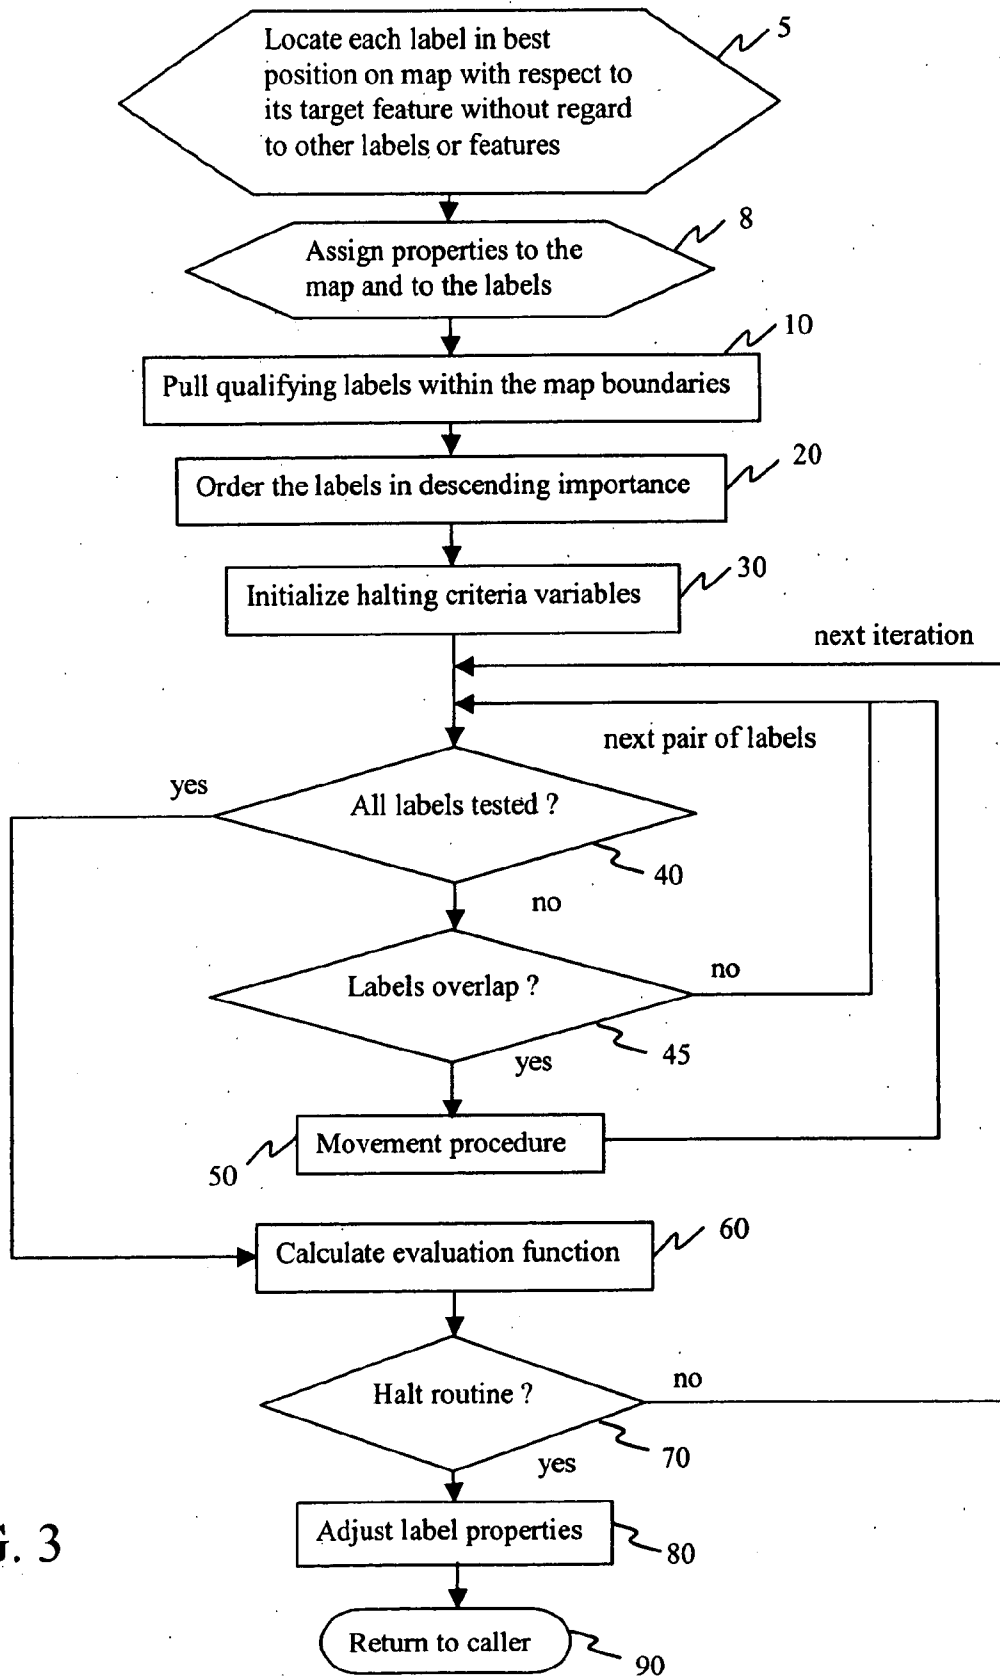 Locate each label in best
position on map with respect to
its target feature without regard
to other labels or features
5
Assign properties to the
map and to the labels
8
10
Pull qualifying labels within the map boundaries
20
Order the labels in descending importance
30
Initialize halting criteria variables
next iteration
next pair of labels
yes
All labels tested ?
40
no
Labels overlap ?
no
45
yes
Movement procedure
50
60
Calculate evaluation function
Halt routine ?
no
70
yes
Adjust label properties
80
G. 3
Return to caller
90